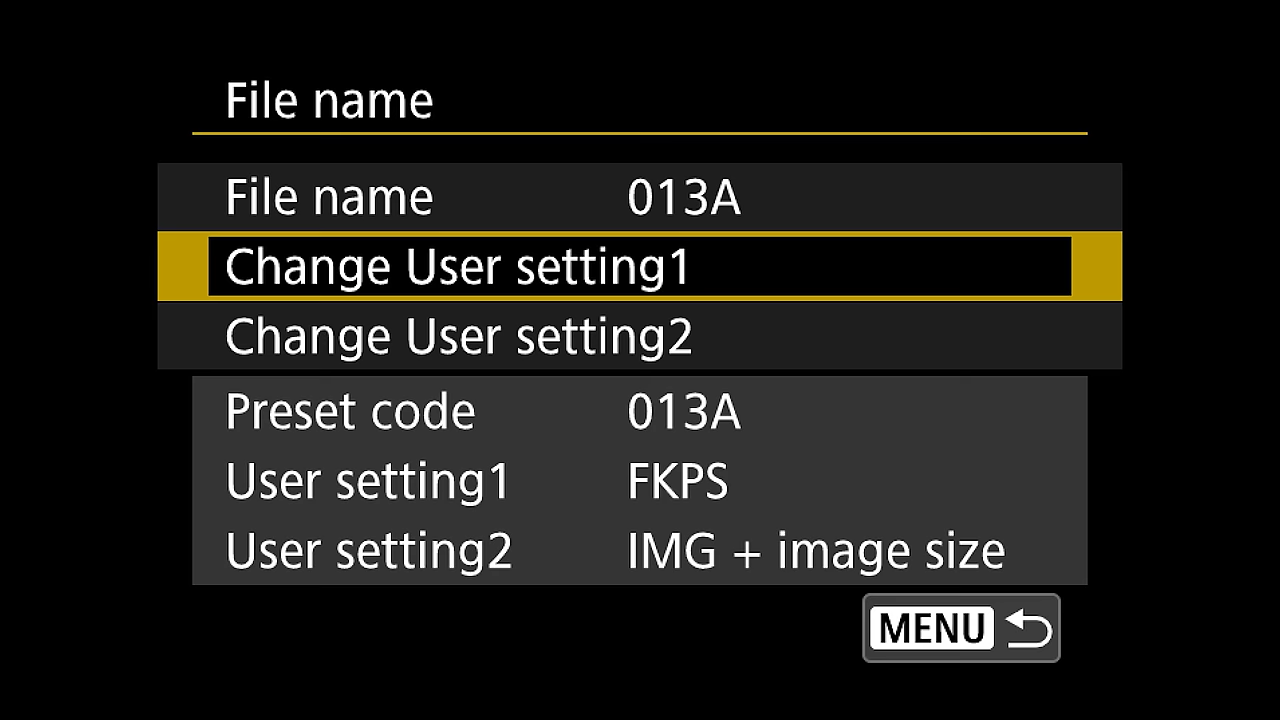 File name
File name 013A
Change User setting1
Change User setting2
Preset code 013A
User setting1 FKPS
User setting2 IMG + image size
MENU